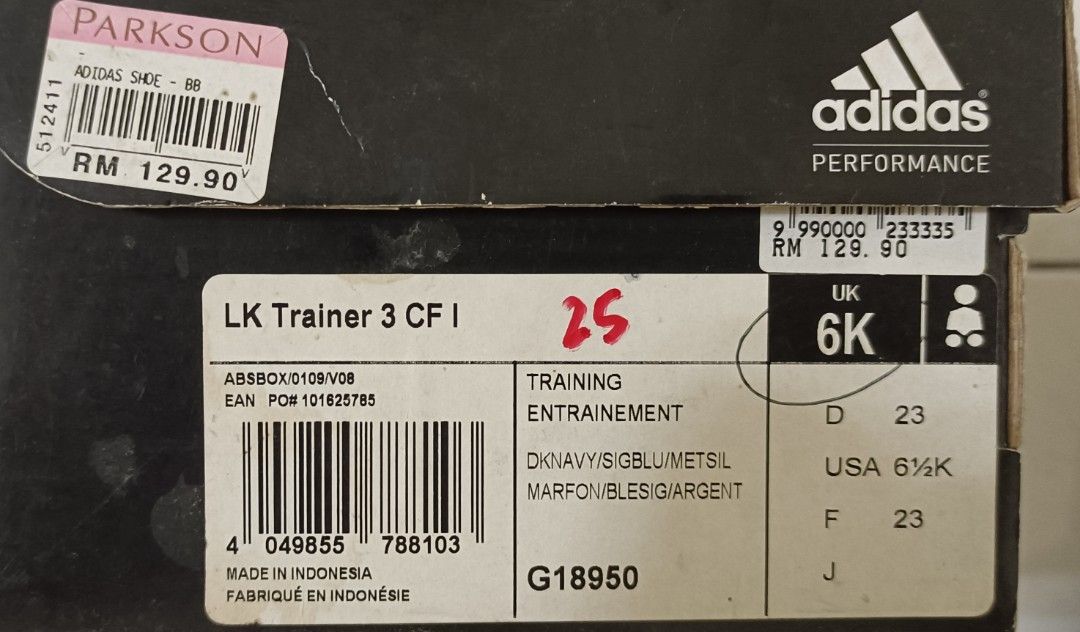 PARKSON
ADIDAS SHOE - BB
512411
RM 129.90
adidas®
PERFORMANCE
9 990000 233335
RM 129.90
LK Trainer 3 CF I
25
UK
6K
ABSBOX/0109/V08
EAN PO# 101625785
4 049855 788103
MADE IN INDONESIA
FABRIQUÉ EN INDONÉSIE
TRAINING
ENTRAINEMENT
DKNAVY/SIGBLU/METSIL
MARFON/BLESIG/ARGENT
G18950
D 23
USA 6½K
F 23
J